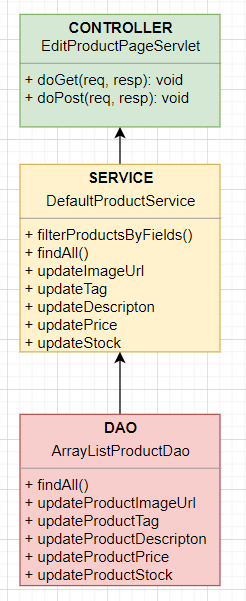 CONTROLLER
EditProductPageServlet
+ doGet(req, resp): void
+ doPost(req, resp): void
SERVICE
DefaultProductService
+ filterProductsByFields()
+ findAll()
+ updateImageUrl
+ updateTag
+ updateDescripton
+ updatePrice
+ updateStock
DAO
ArrayListProductDao
+ findAll()
+ updateProductImageUrl
+ updateProductTag
+ updateProductDescripton
+ updateProductPrice
+ updateProductStock